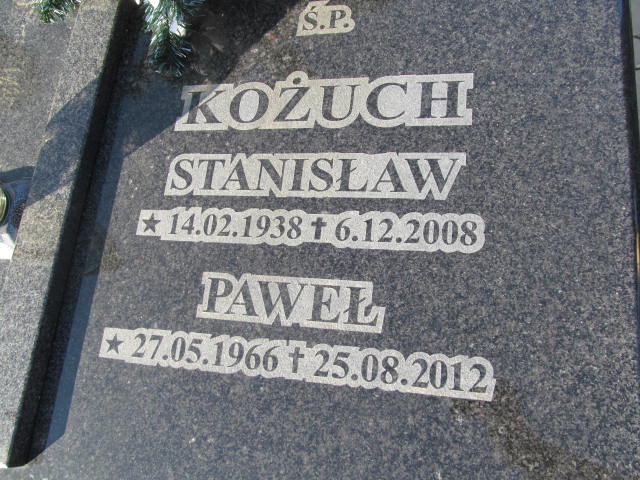 Ś.P.
KOŻUCH
STANISŁAW
★ 14.02.1938 ✝ 6.12.2008
PAWEŁ
★ 27.05.1966 ✝ 25.08.2012